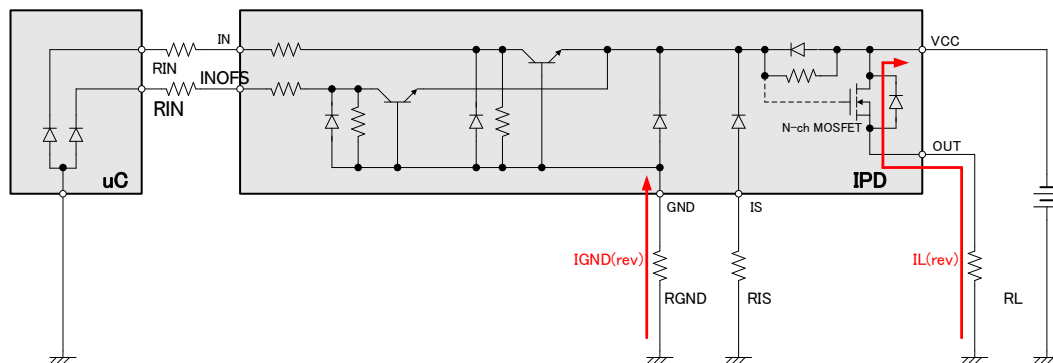 IN
VCC
RIN
INOFS
RIN
N-ch MOSFET
OUT
uC
IPD
GND
IS
IGND(rev)
IL(rev)
RGND
RIS
RL